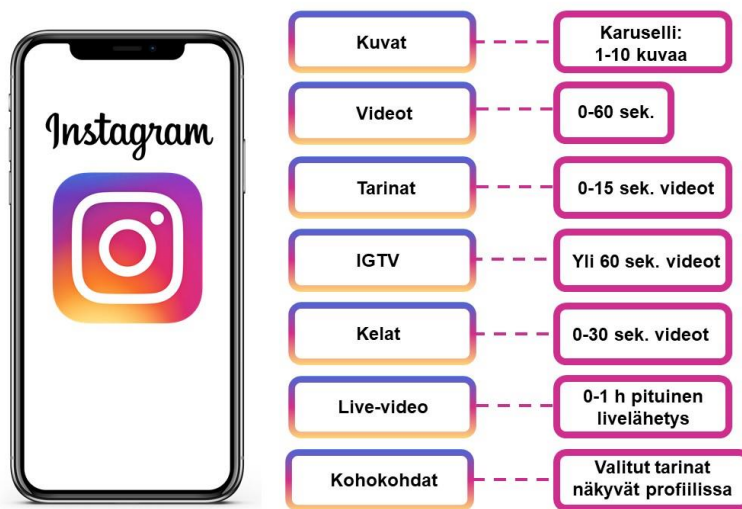 Instagram
Kuvat
Karuselli:
1-10 kuvaa
Videot
0-60 sek.
Tarinat
0-15 sek. videot
IGTV
Yli 60 sek. videot
Kelat
0-30 sek. videot
Live-video
0-1 h pituinen
livelähetys
Kohokohdat
Valitut tarinat
näkyvät profiilissa